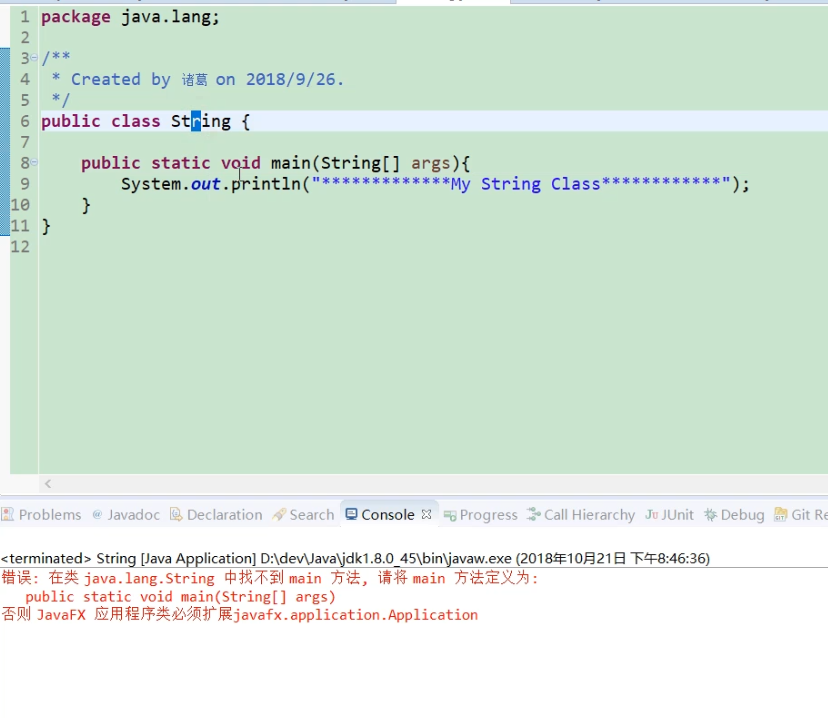 1 package java.lang;
2
3 /**
4  * Created by 诸葛 on 2018/9/26.
5  */
6 public class String {
7
8     public static void main(String[] args){
9         System.out.println("*************My String Class************");
10     }
11 }
12
Problems @ Javadoc Declaration Search Console Progress Call Hierarchy Ju JUnit Debug Git Re
<terminated> String [Java Application] D:\dev\Java\jdk1.8.0_45\bin\javaw.exe (2018年10月21日 下午8:46:36)
错误: 在类 java.lang.String 中找不到 main 方法, 请将 main 方法定义为:
   public static void main(String[] args)
否则 JavaFX 应用程序类必须扩展javafx.application.Application